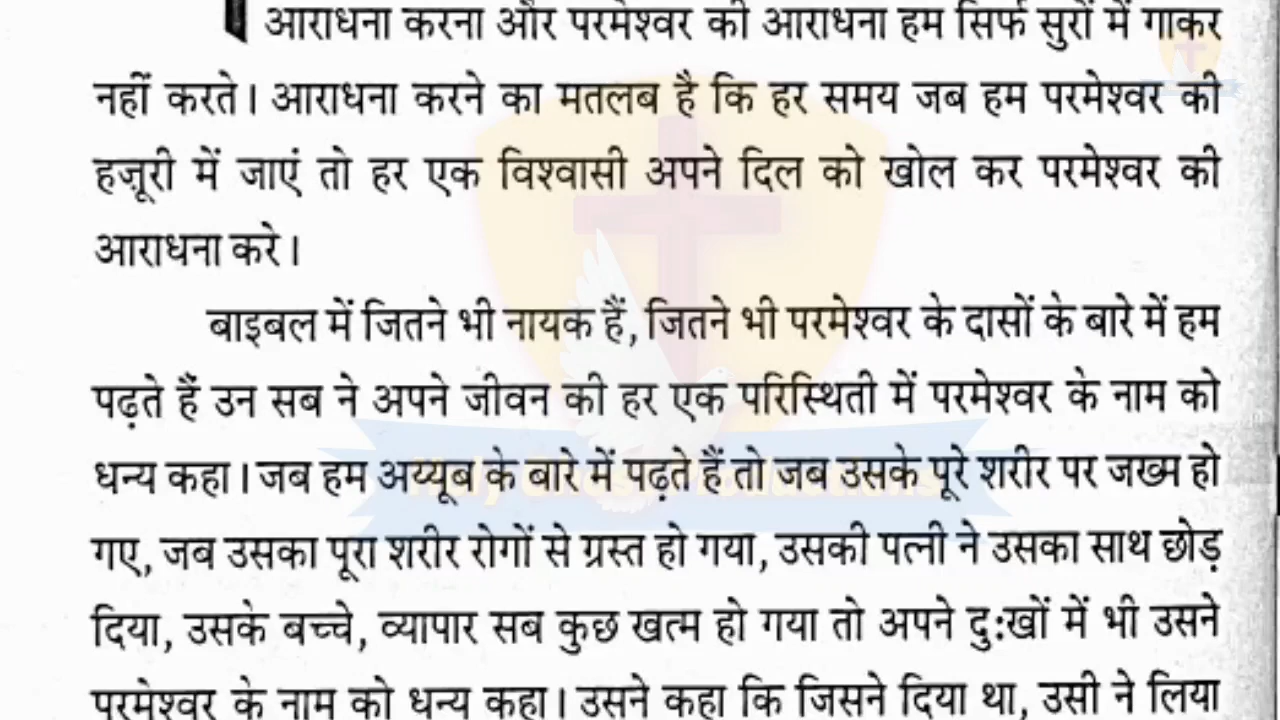 आराधना करना और परमेश्वर की आराधना हम सिर्फ सुरों में गाकर
नहीं करते। आराधना करने का मतलब है कि हर समय जब हम परमेश्वर की
हज़ूरी में जाएं तो हर एक विश्वासी अपने दिल को खोल कर परमेश्वर की
आराधना करे।
बाइबल में जितने भी नायक हैं, जितने भी परमेश्वर के दासों के बारे में हम
पढ़ते हैं उन सब ने अपने जीवन की हर एक परिस्थिती में परमेश्वर के नाम को
धन्य कहा। जब हम अय्यूब के बारे में पढ़ते हैं तो जब उसके पूरे शरीर पर जख्म हो
गए, जब उसका पूरा शरीर रोगों से ग्रस्त हो गया, उसकी पत्नी ने उसका साथ छोड़
दिया, उसके बच्चे, व्यापार सब कुछ खत्म हो गया तो अपने दुःखों में भी उसने
परमेश्वर के नाम को धन्य कहा। उसने कहा कि जिसने दिया था, उसी ने लिया